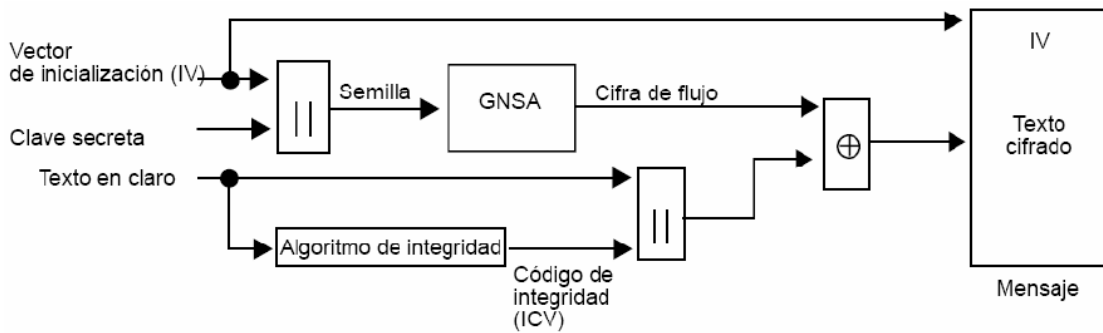 Vector
de inicialización (IV)
Clave secreta
Texto en claro
||
Semilla
GNSA
Cifra de flujo
Algoritmo de integridad
Código de
integridad
(ICV)
||
⊕
IV
Texto
cifrado
Mensaje